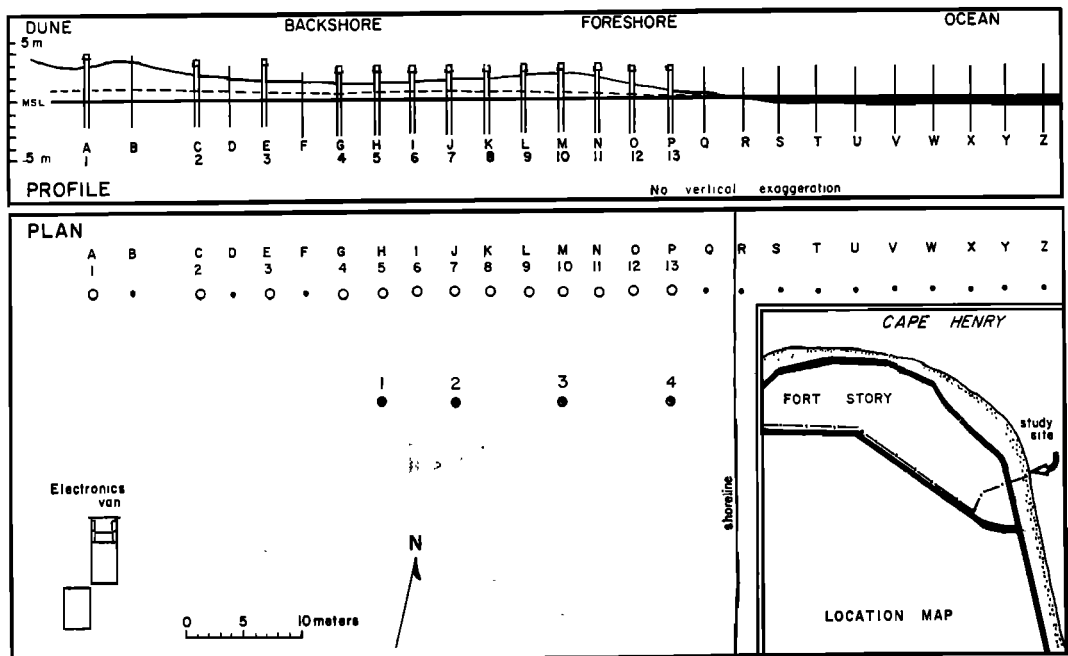 DUNE BACKSHORE FORESHORE OCEAN
5 m
MSL
.5 m
A B C D E F G H I J K L M N O P Q R S T U V W X Y Z
1 2 3 4 5 6 7 8 9 10 11 12 13
PROFILE
No vertical exaggeration
PLAN
A B C D E F G H I J K L M N O P Q R S T U V W X Y Z
1 2 3 4 5 6 7 8 9 10 11 12 13
CAPE HENRY
1 2 3 4
FORT STORY
study
site
Electronics
van
shoreline
N
0 5 10 meters
LOCATION MAP